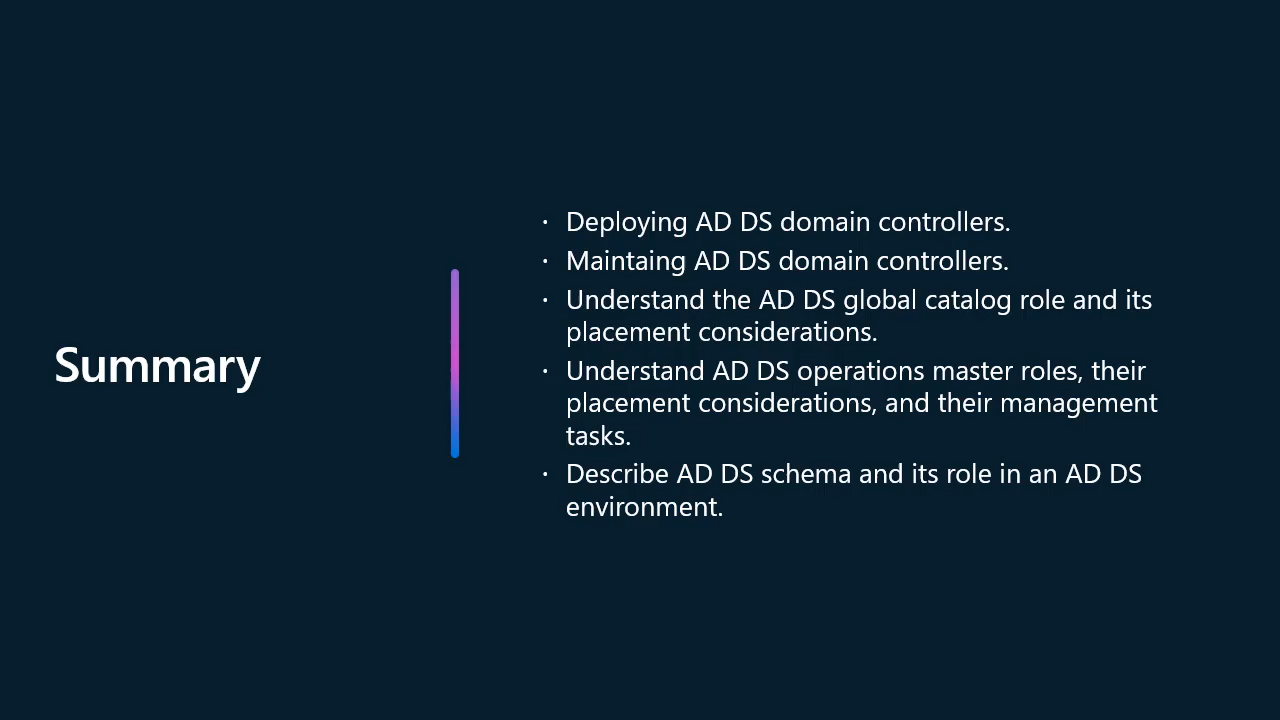 Summary
· Deploying AD DS domain controllers.
· Maintaing AD DS domain controllers.
· Understand the AD DS global catalog role and its
placement considerations.
· Understand AD DS operations master roles, their
placement considerations, and their management
tasks.
· Describe AD DS schema and its role in an AD DS
environment.